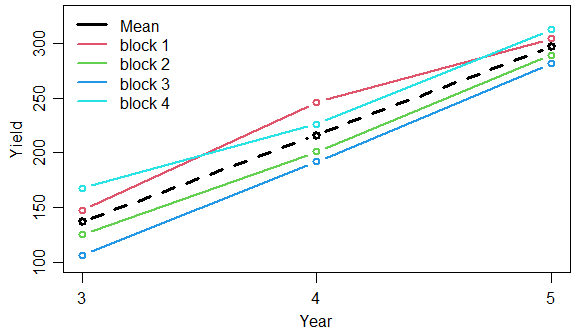 Mean
block 1
block 2
block 3
block 4
Yield
300
250
200
150
100
3 4 5
Year